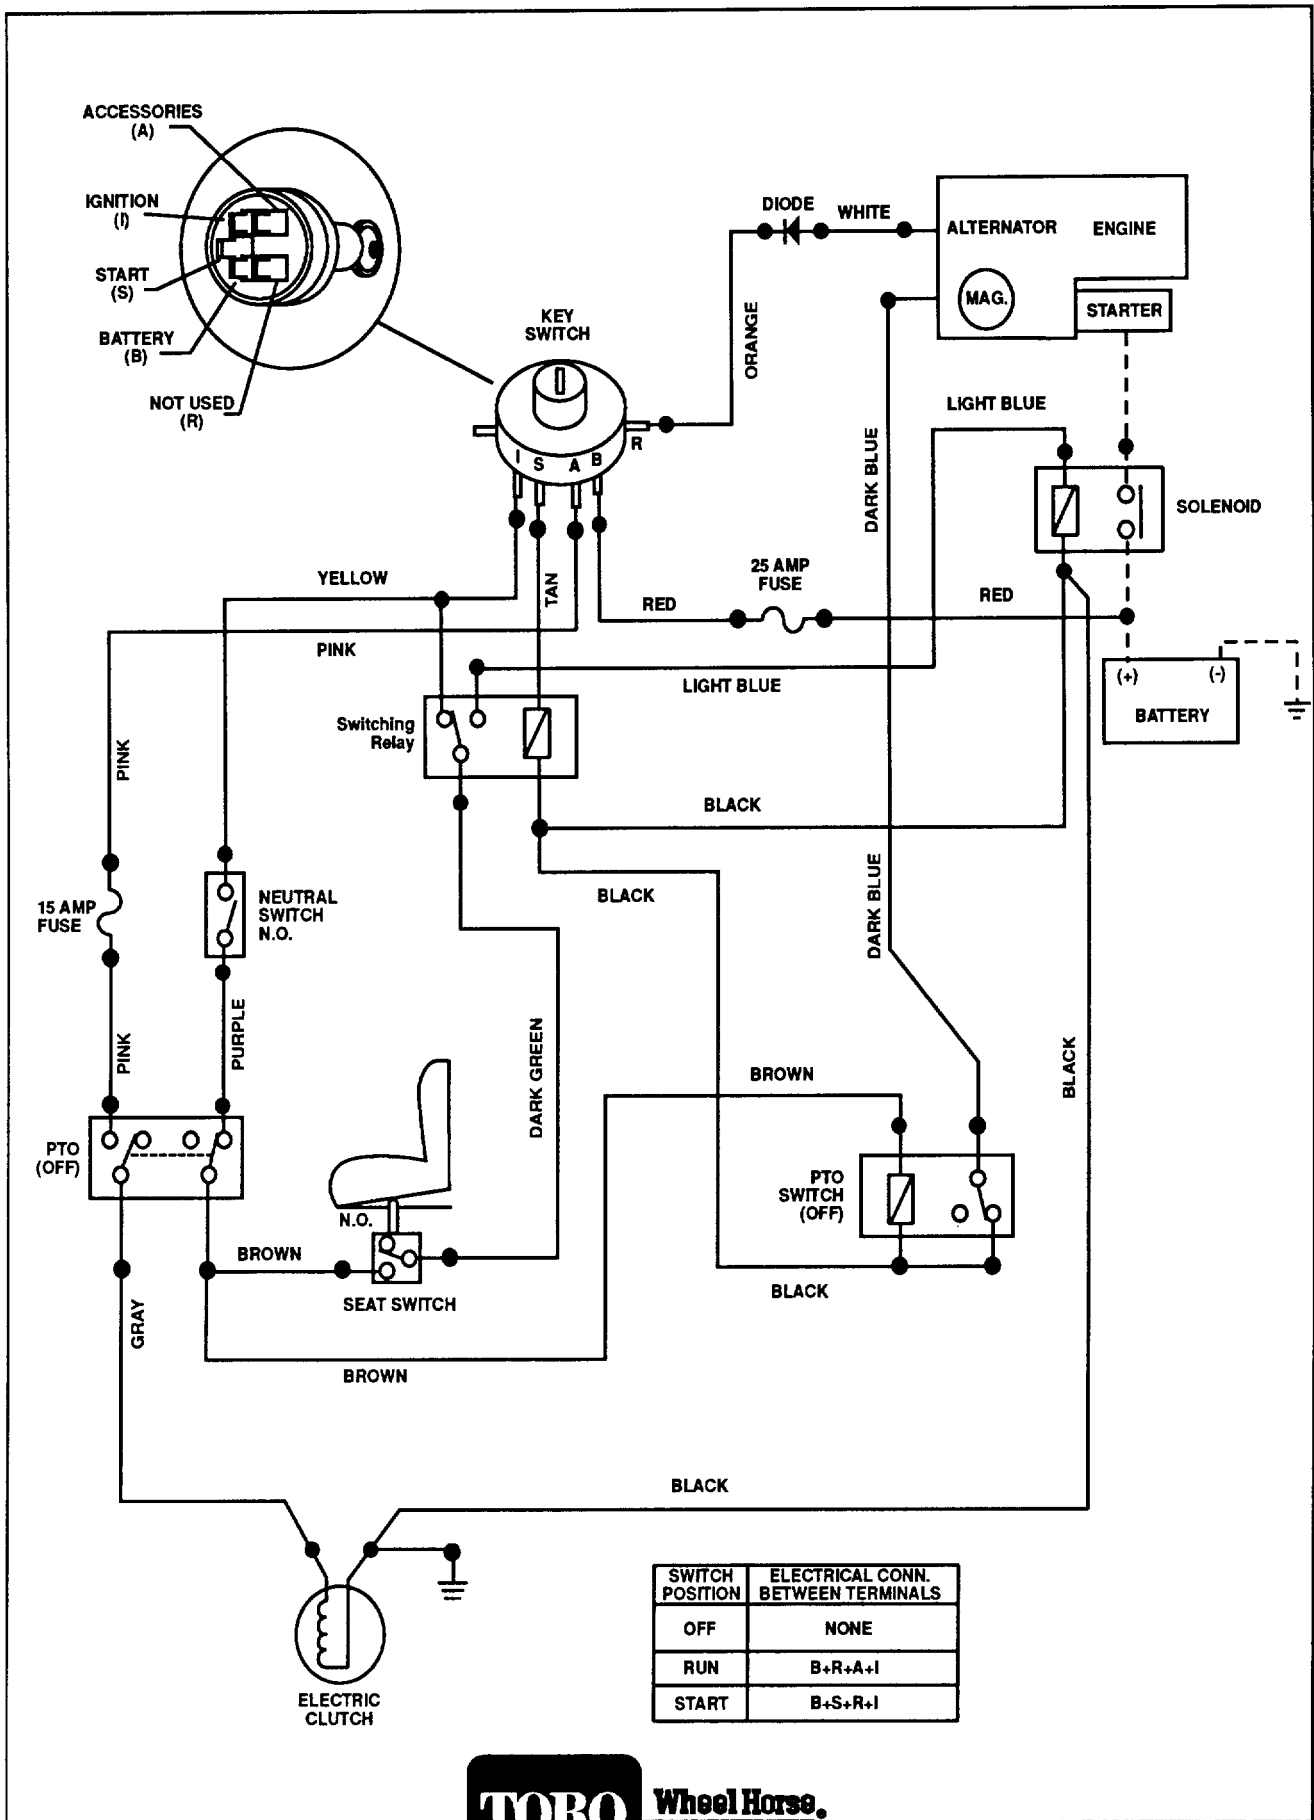 ACCESSORIES
(A)
IGNITION
(I)
START
(S)
BATTERY
(B)
NOT USED
(R)
KEY
SWITCH
I
S
A
B
R
DIODE
WHITE
ORANGE
ALTERNATOR
ENGINE
MAG.
STARTER
LIGHT BLUE
DARK BLUE
SOLENOID
YELLOW
TAN
25 AMP
FUSE
RED
RED
PINK
LIGHT BLUE
(+)
(-)
BATTERY
Switching
Relay
PINK
BLACK
BLACK
15 AMP
FUSE
NEUTRAL
SWITCH
N.O.
DARK BLUE
PINK
PURPLE
DARK GREEN
BROWN
BLACK
PTO
(OFF)
PTO
SWITCH
(OFF)
N.O.
BROWN
SEAT SWITCH
BLACK
GRAY
BROWN
BLACK
ELECTRIC
CLUTCH
SWITCH POSITION ELECTRICAL CONN. BETWEEN TERMINALS
OFF NONE
RUN B+R+A+I
START B+S+R+I
TORO
Wheel Horse.